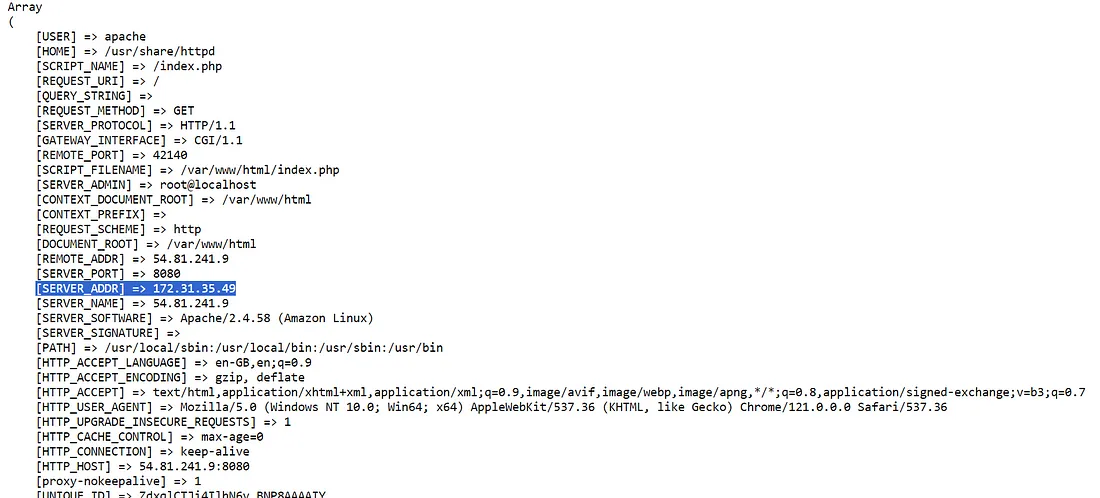 Array
(
[USER] => apache
[HOME] => /usr/share/httpd
[SCRIPT_NAME] => /index.php
[REQUEST_URI] => /
[QUERY_STRING] =>
[REQUEST_METHOD] => GET
[SERVER_PROTOCOL] => HTTP/1.1
[GATEWAY_INTERFACE] => CGI/1.1
[REMOTE_PORT] => 42140
[SCRIPT_FILENAME] => /var/www/html/index.php
[SERVER_ADMIN] => root@localhost
[CONTEXT_DOCUMENT_ROOT] => /var/www/html
[CONTEXT_PREFIX] =>
[REQUEST_SCHEME] => http
[DOCUMENT_ROOT] => /var/www/html
[REMOTE_ADDR] => 54.81.241.9
[SERVER_PORT] => 8080
[SERVER_ADDR] => 172.31.35.49
[SERVER_NAME] => 54.81.241.9
[SERVER_SOFTWARE] => Apache/2.4.58 (Amazon Linux)
[SERVER_SIGNATURE] =>
[PATH] => /usr/local/sbin:/usr/local/bin:/usr/sbin:/usr/bin
[HTTP_ACCEPT_LANGUAGE] => en-GB,en;q=0.9
[HTTP_ACCEPT_ENCODING] => gzip, deflate
[HTTP_ACCEPT] => text/html,application/xhtml+xml,application/xml;q=0.9,image/avif,image/webp,image/apng,*/*;q=0.8,application/signed-exchange;v=b3;q=0.7
[HTTP_USER_AGENT] => Mozilla/5.0 (Windows NT 10.0; Win64; x64) AppleWebKit/537.36 (KHTML, like Gecko) Chrome/121.0.0.0 Safari/537.36
[HTTP_UPGRADE_INSECURE_REQUESTS] => 1
[HTTP_CACHE_CONTROL] => max-age=0
[HTTP_CONNECTION] => keep-alive
[HTTP_HOST] => 54.81.241.9:8080
[proxy-nokeepalive] => 1
[UNIQUE_ID] =>